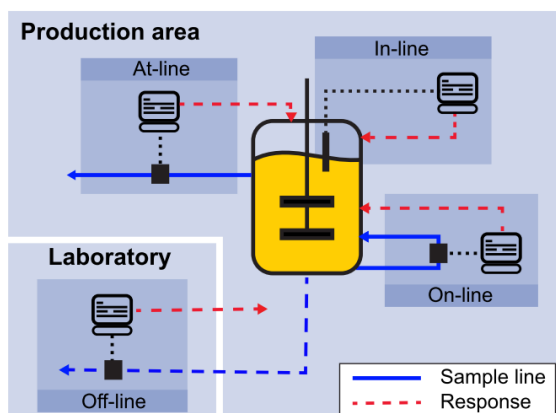 Production area
At-line
In-line
On-line
Laboratory
Off-line
Sample line
Response